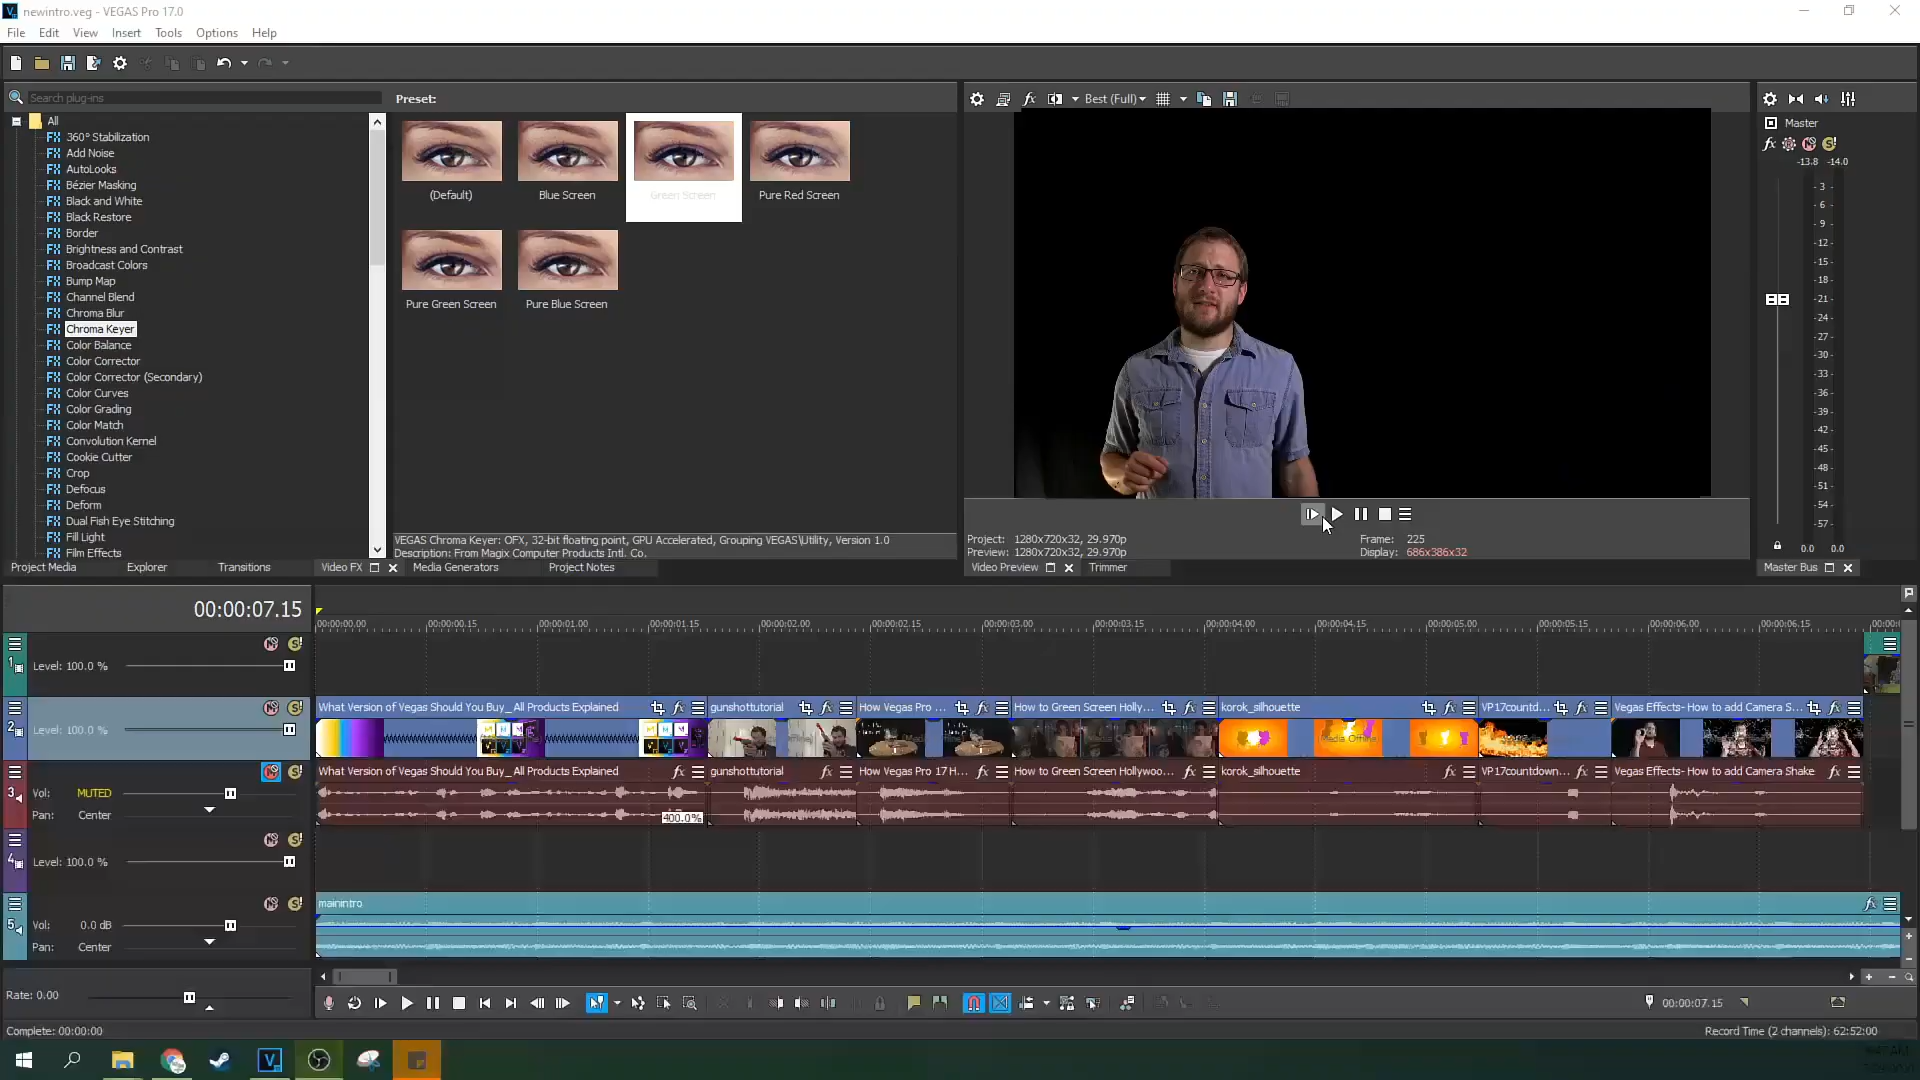 newintro.veg - VEGAS Pro 17.0
File Edit View Insert Tools Options Help
Search plug-ins
Preset:
All
360° Stabilization
Add Noise
AutoLooks
Bézier Masking
Black and White
Black Restore
Border
Brightness and Contrast
Broadcast Colors
Bump Map
Channel Blend
Chroma Blur
Chroma Keyer
Color Balance
Color Corrector
Color Corrector (Secondary)
Color Curves
Color Grading
Color Match
Convolution Kernel
Cookie Cutter
Crop
Defocus
Deform
Dual Fish Eye Stitching
Fill Light
Film Effects
(Default) Blue Screen Green Screen Pure Red Screen
Pure Green Screen Pure Blue Screen
VEGAS Chroma Keyer: OFX, 32-bit floating point, GPU Accelerated, Grouping VEGAS\Utility, Version 1.0
Description: From Magix Computer Products Intl. Co.
Project Media Explorer Transitions Video FX Media Generators Project Notes
Best (Full)
Project: 1280x720x32, 29.970p Frame: 225
Preview: 1280x720x32, 29.970p Display: 686x386x32
Video Preview Trimmer
Master
-13.8 -14.0
- 3 -
- 6 -
- 9 -
-12-
-15-
-18-
-21-
-24-
-27-
-30-
-33-
-36-
-39-
-42-
-45-
-48-
-51-
-54-
-57-
0.0 0.0
Master Bus
00:00:07.15
00:00:00.00 00:00:00.15 00:00:01.00 00:00:01.15 00:00:02.00 00:00:02.15 00:00:03.00 00:00:03.15 00:00:04.00 00:00:04.15 00:00:05.00 00:00:05.15 00:00:06.00 00:00:06.15 00:00:0
1
Level: 100.0 %
2
Level: 100.0 %
What Version of Vegas Should You Buy_ All Products Explained gunshottutorial How Vegas Pro ... How to Green Screen Holly... korok_silhouette VP17countd... Vegas Effects- How to add Camera S...
Media Offline
3
Vol: MUTED
Pan: Center
What Version of Vegas Should You Buy_ All Products Explained gunshottutorial How Vegas Pro 17 H... How to Green Screen Hollywoo... korok_silhouette VP17countdown... Vegas Effects- How to add Camera Shake
400.0%
4
Level: 100.0 %
5
Vol: 0.0 dB
Pan: Center
mainintro
Rate: 0.00
00:00:07.15
Complete: 00:00:00
Record Time (2 channels): 62:52:00